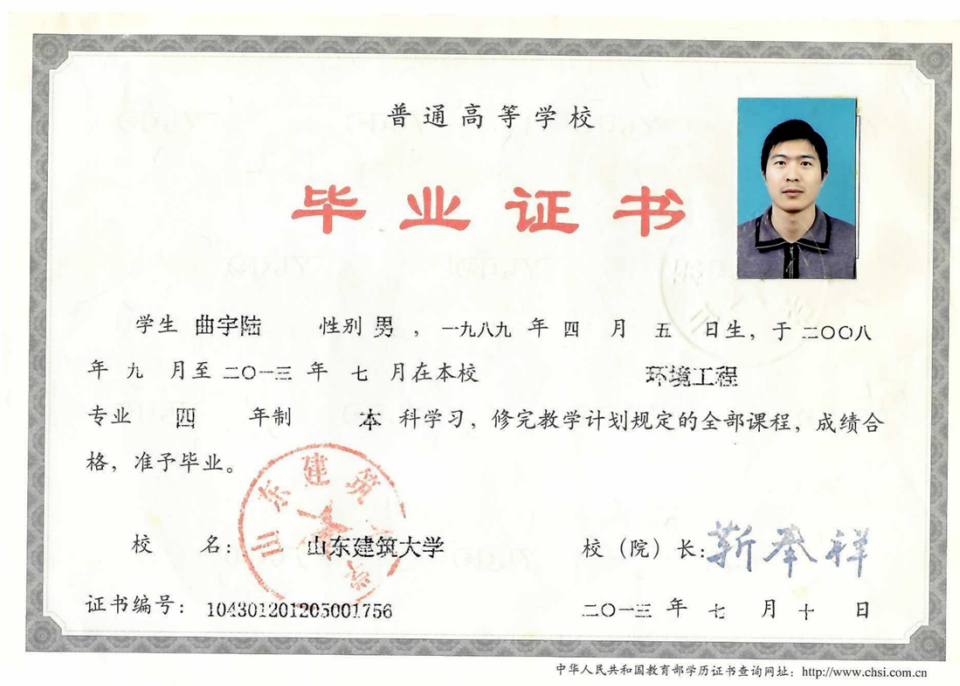 普通高等学校
毕业证书
学生 曲宇陆 性别 男 ，一九八九 年 四 月 五 日生，于 二〇〇八
年 九 月至 二〇一三 年 七 月在本校 环境工程
专业 四 年制 本 科学习，修完教学计划规定的全部课程，成绩合
格，准予毕业。
山东建筑
校 名： 山东建筑大学 校（院）长：靳奉祥
证书编号： 104301201205001756 二〇一三 年 七 月 十 日
中华人民共和国教育部学历证书查询网址：http://www.chsi.com.cn